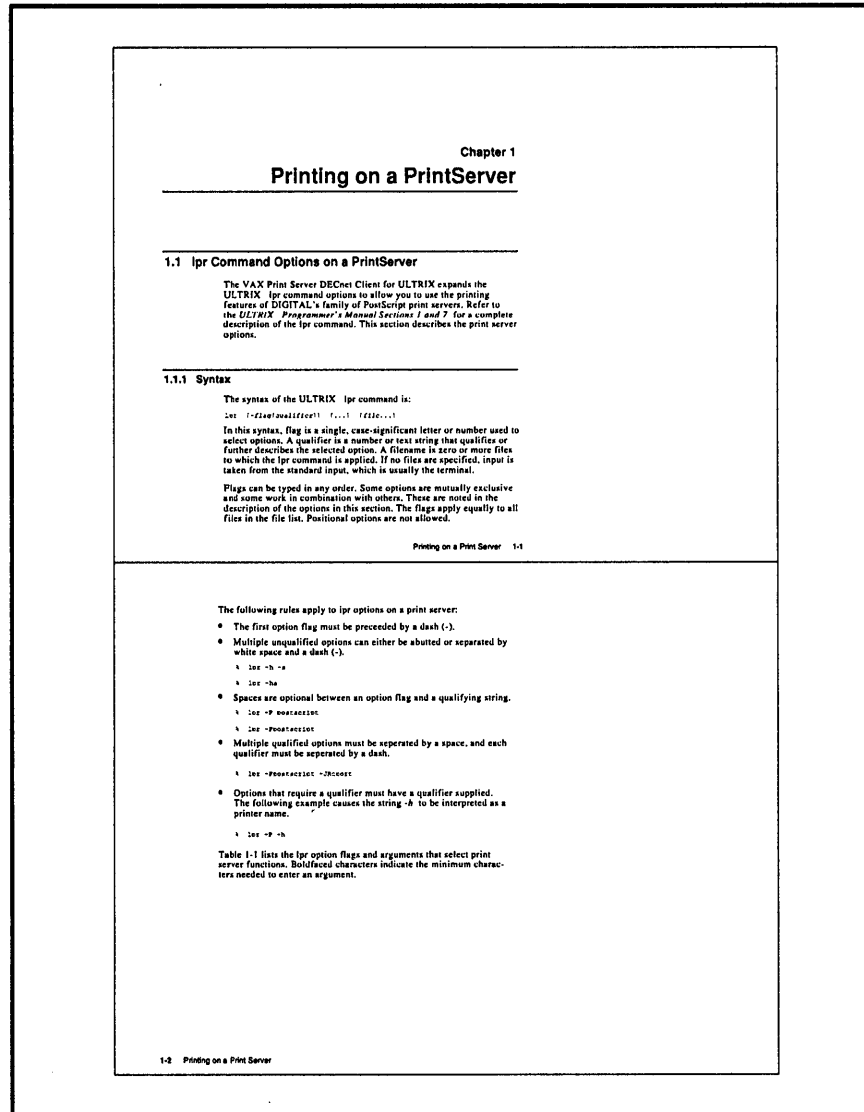 Chapter 1
Printing on a PrintServer
1.1 lpr Command Options on a PrintServer
The VAX Print Server DECnet Client for ULTRIX expands the
ULTRIX lpr command options to allow you to use the printing
features of DIGITAL's family of PostScript print servers. Refer to
the ULTRIX Programmer's Manual Sections 1 and 7 for a complete
description of the lpr command. This section describes the print server
options.
1.1.1 Syntax
The syntax of the ULTRIX lpr command is:
lpr [-flag[qualifier]] [...] [file...]
In this syntax, flag is a single, case-significant letter or number used to
select options. A qualifier is a number or text string that qualifies or
further describes the selected option. A filename is zero or more files
to which the lpr command is applied. If no files are specified, input is
taken from the standard input, which is usually the terminal.
Flags can be typed in any order. Some options are mutually exclusive
and some work in combination with others. These are noted in the
description of the options in this section. The flags apply equally to all
files in the file list. Positional options are not allowed.
Printing on a Print Server 1-1
The following rules apply to lpr options on a print server:
• The first option flag must be preceeded by a dash (-).
• Multiple unqualified options can either be abutted or separated by
white space and a dash (-).
% lpr -h -s
% lpr -hs
• Spaces are optional between an option flag and a qualifying string.
% lpr -P postscript
% lpr -Ppostscript
• Multiple qualified options must be seperated by a space, and each
qualifier must be seperated by a dash.
% lpr -Ppostscript -JReport
• Options that require a qualifier must have a qualifier supplied.
The following example causes the string -h to be interpreted as a
printer name.
% lpr -P -h
Table 1-1 lists the lpr option flags and arguments that select print
server functions. Boldfaced characters indicate the minimum charac-
ters needed to enter an argument.
1-2 Printing on a Print Server